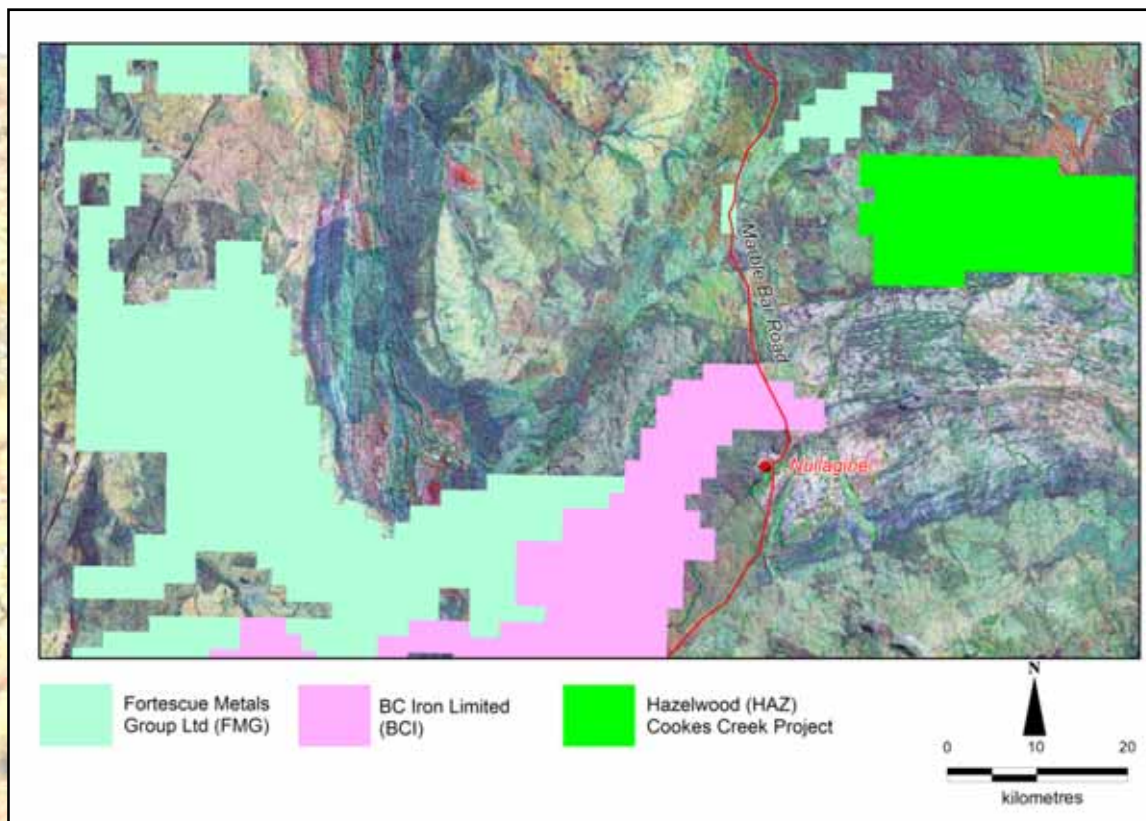 Marble Bar Road
Nullagine
Fortescue Metals
Group Ltd (FMG)
BC Iron Limited
(BCI)
Hazelwood (HAZ)
Cookes Creek Project
N
0 10 20
kilometres